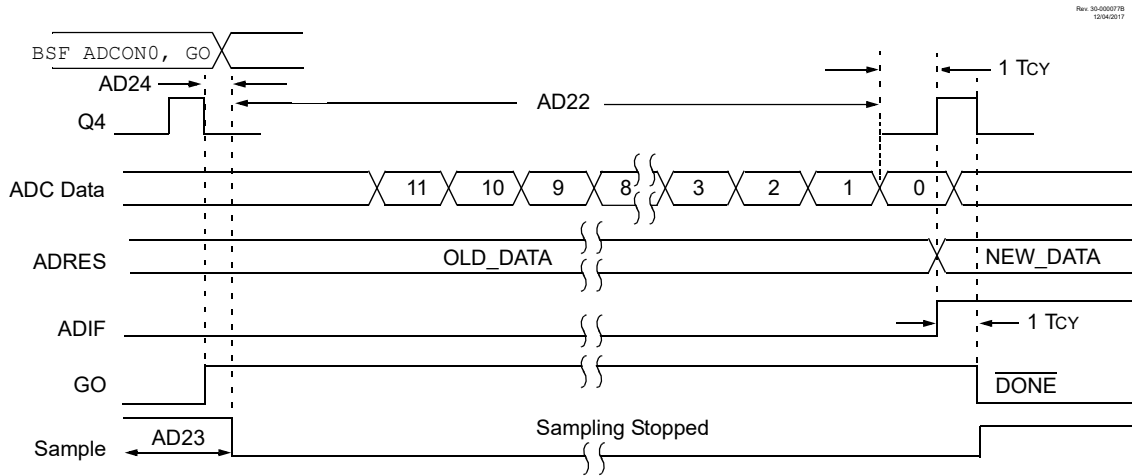 Rev. 30-000077B
12/04/2017
BSF ADCON0, GO
AD24
1 TCY
AD22
Q4
ADC Data
11 10 9 8 3 2 1 0
ADRES
OLD_DATA
NEW_DATA
ADIF
1 TCY
GO
DONE
Sample
AD23
Sampling Stopped